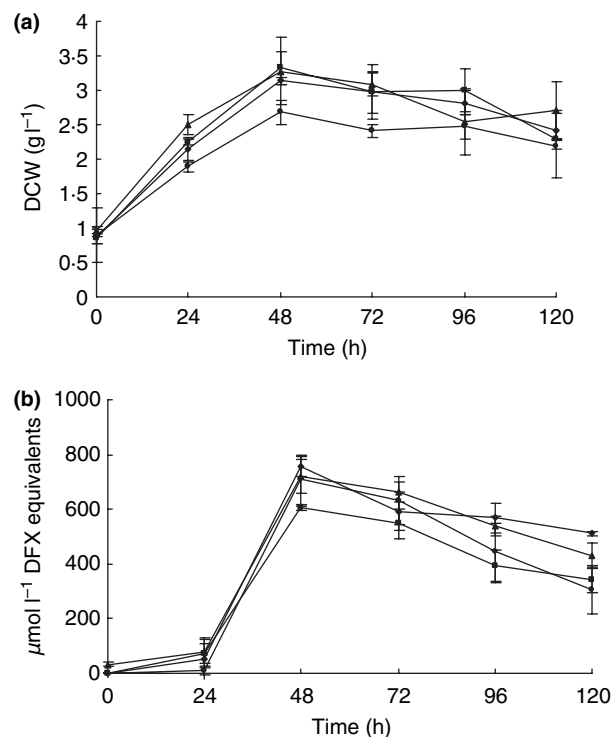 (a)
DCW (g l⁻¹)
4
3·5
3
2·5
2
1·5
1
0·5
0
0 24 48 72 96 120
Time (h)
(b)
µmol l⁻¹ DFX equivalents
1000
800
600
400
200
0
0 24 48 72 96 120
Time (h)